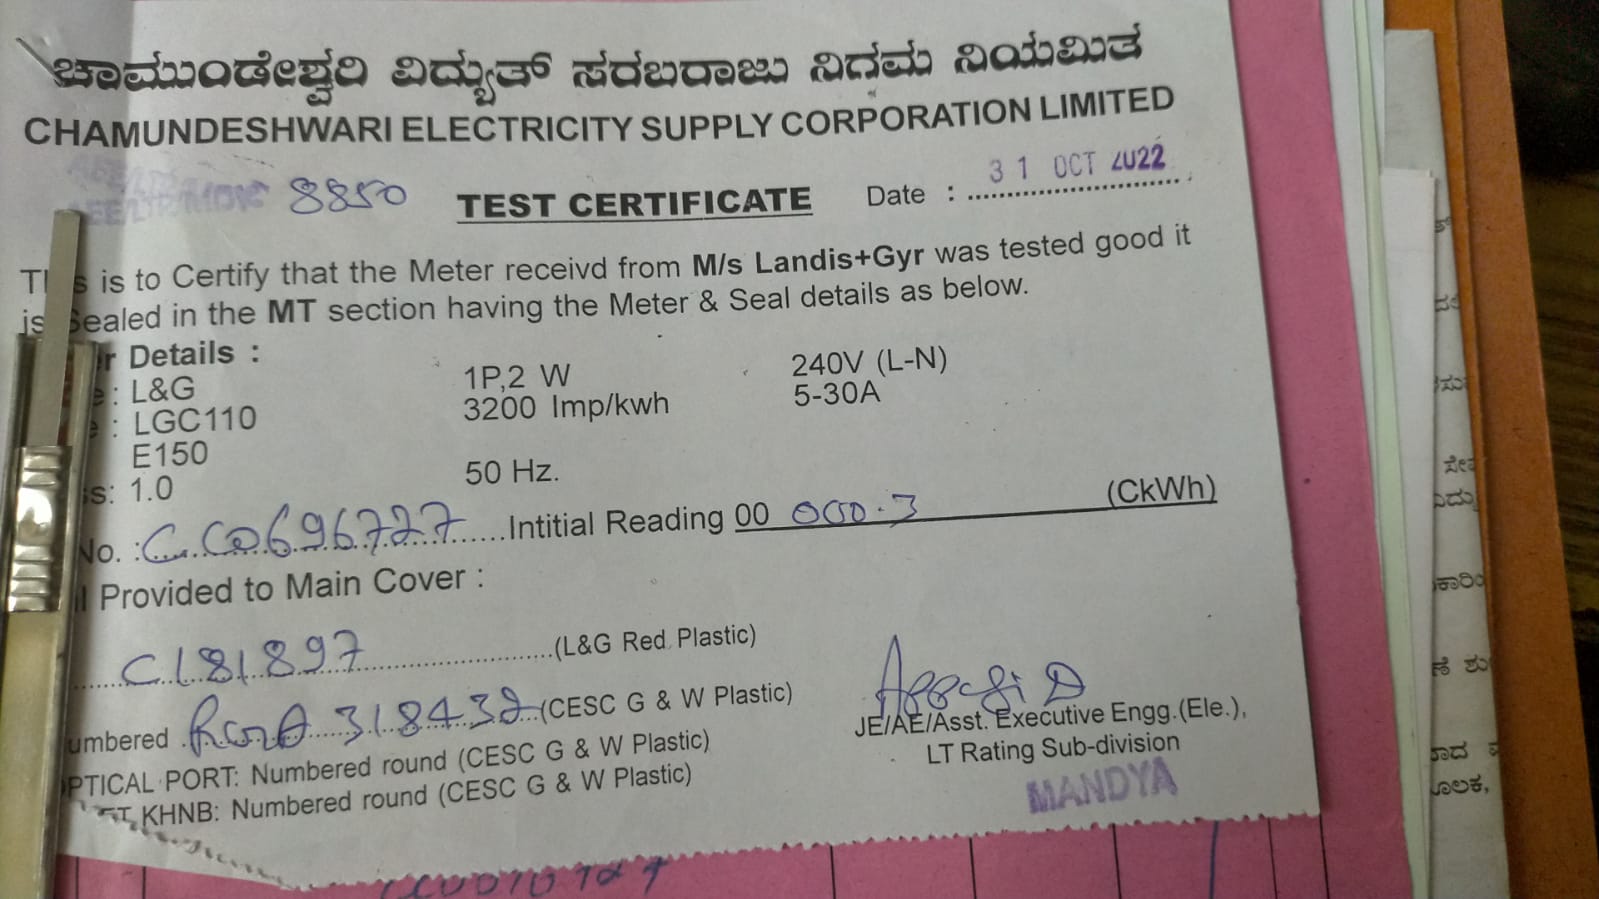 ಚಾಮುಂಡೇಶ್ವರಿ ವಿದ್ಯುತ್ ಸರಬರಾಜು ನಿಗಮ ನಿಯಮಿತ
CHAMUNDESHWARI ELECTRICITY SUPPLY CORPORATION LIMITED
8850 TEST CERTIFICATE Date : 31 OCT 2022
This is to Certify that the Meter receivd from M/s Landis+Gyr was tested good it
is Sealed in the MT section having the Meter & Seal details as below.
Details :
: L&G 1P,2 W 240V (L-N)
: LGC110 3200 Imp/kwh 5-30A
E150
: 1.0 50 Hz.
No. : C0696727 Intitial Reading 00 000.3 (CkWh)
Provided to Main Cover :
C181897 (L&G Red Plastic)
umbered 318432 (CESC G & W Plastic)
OPTICAL PORT: Numbered round (CESC G & W Plastic)
KHNB: Numbered round (CESC G & W Plastic)
JE/AE/Asst. Executive Engg.(Ele.),
LT Rating Sub-division
MANDYA